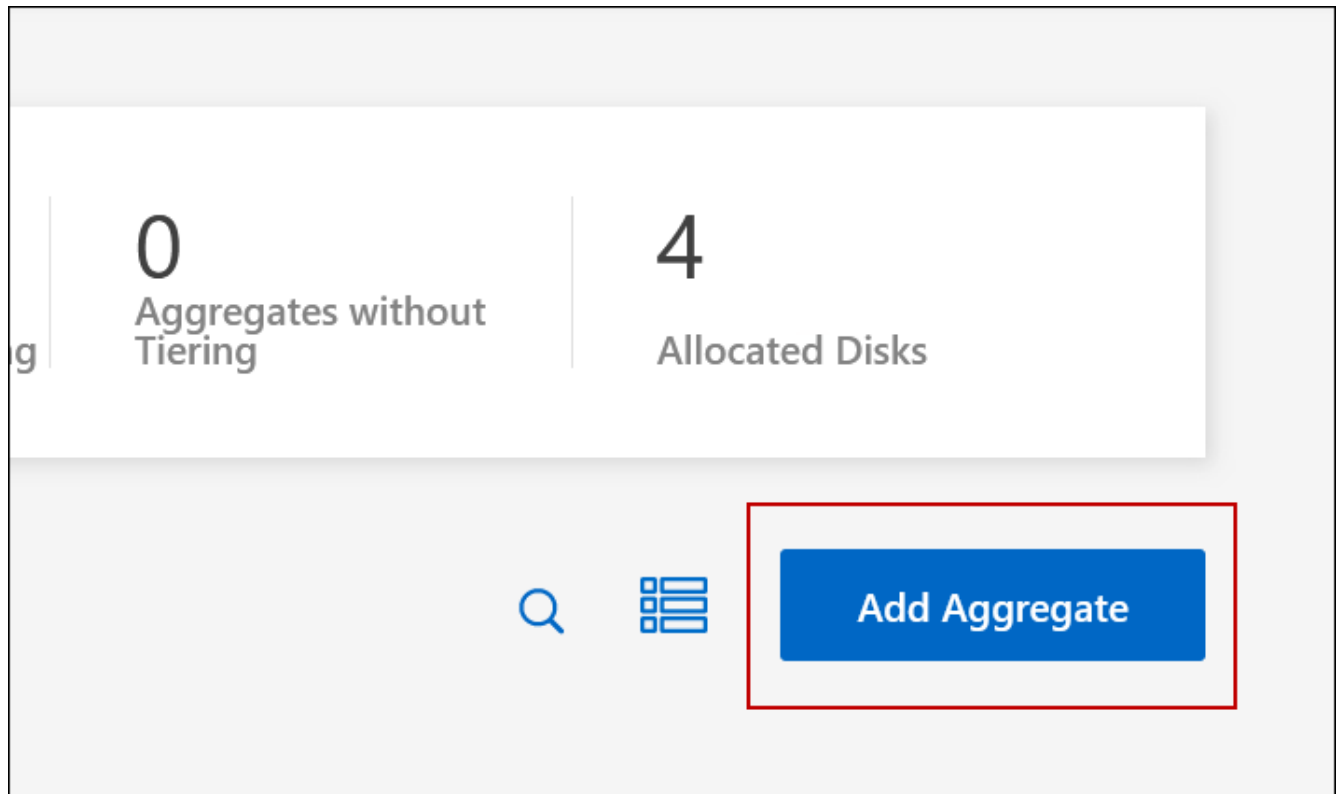 0
Aggregates without
Tiering
4
Allocated Disks
Add Aggregate